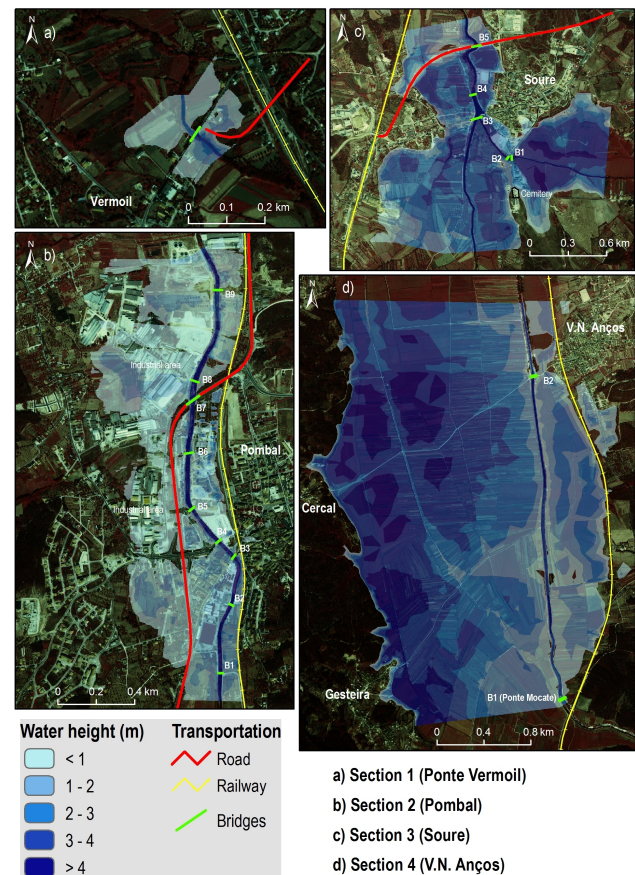 N
a)
Vermoil
0 0.1 0.2 km
N
c)
B5
Soure
B4
B3
B1
B2
Cemitery
0 0.3 0.6 km
N
b)
B9
Industrial area
B8
B7
Pombal
B6
Industrial area
B5
B4
B3
B2
B1
0 0.2 0.4 km
N
d)
V.N. Anços
B2
Cercal
Gesteira
B1 (Ponte Mocate)
0 0.4 0.8 km
Water height (m)
< 1
1 - 2
2 - 3
3 - 4
> 4
Transportation
Road
Railway
Bridges
a) Section 1 (Ponte Vermoil)
b) Section 2 (Pombal)
c) Section 3 (Soure)
d) Section 4 (V.N. Anços)